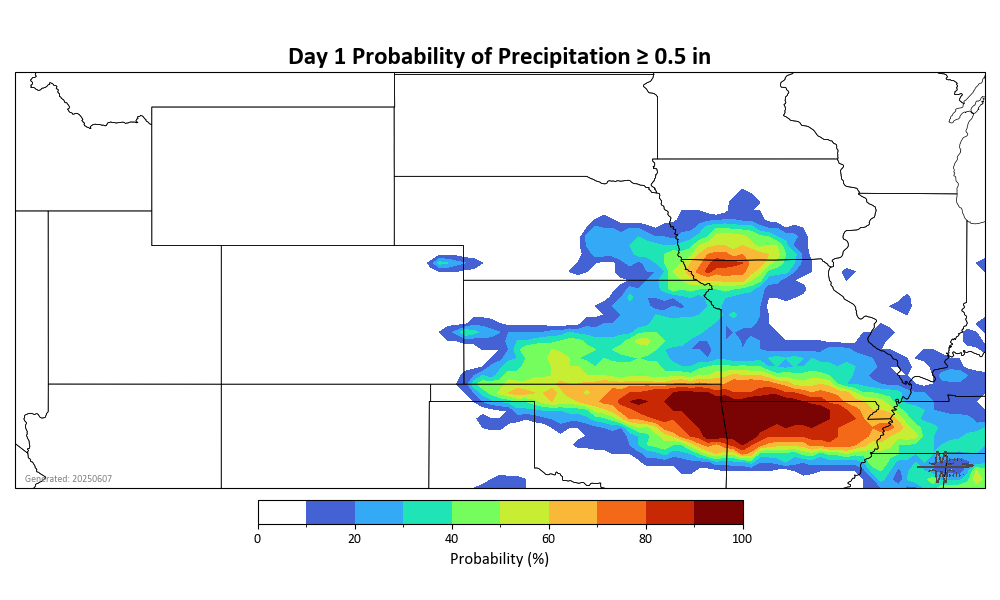 Day 1 Probability of Precipitation ≥ 0.5 in
Generated: 20250607
0 20 40 60 80 100
Probability (%)